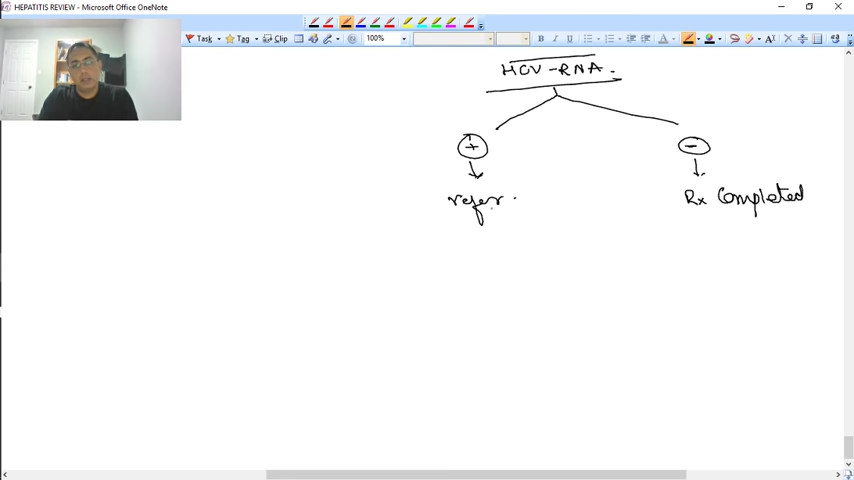 HEPATITIS REVIEW - Microsoft Office OneNote
Task Tag Clip 100% B I U A
HCV-RNA.
+ -
refer. Rx Completed